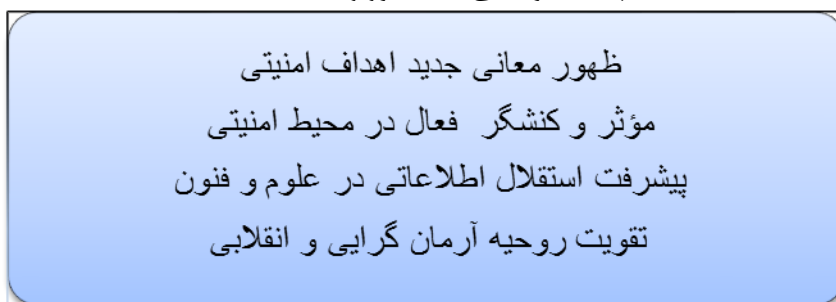 ظهور معانی جدید اهداف امنیتی
مؤثر و کنشگر فعال در محیط امنیتی
پیشرفت استقلال اطلاعاتی در علوم و فنون
تقویت روحیه آرمان گرایی و انقلابی